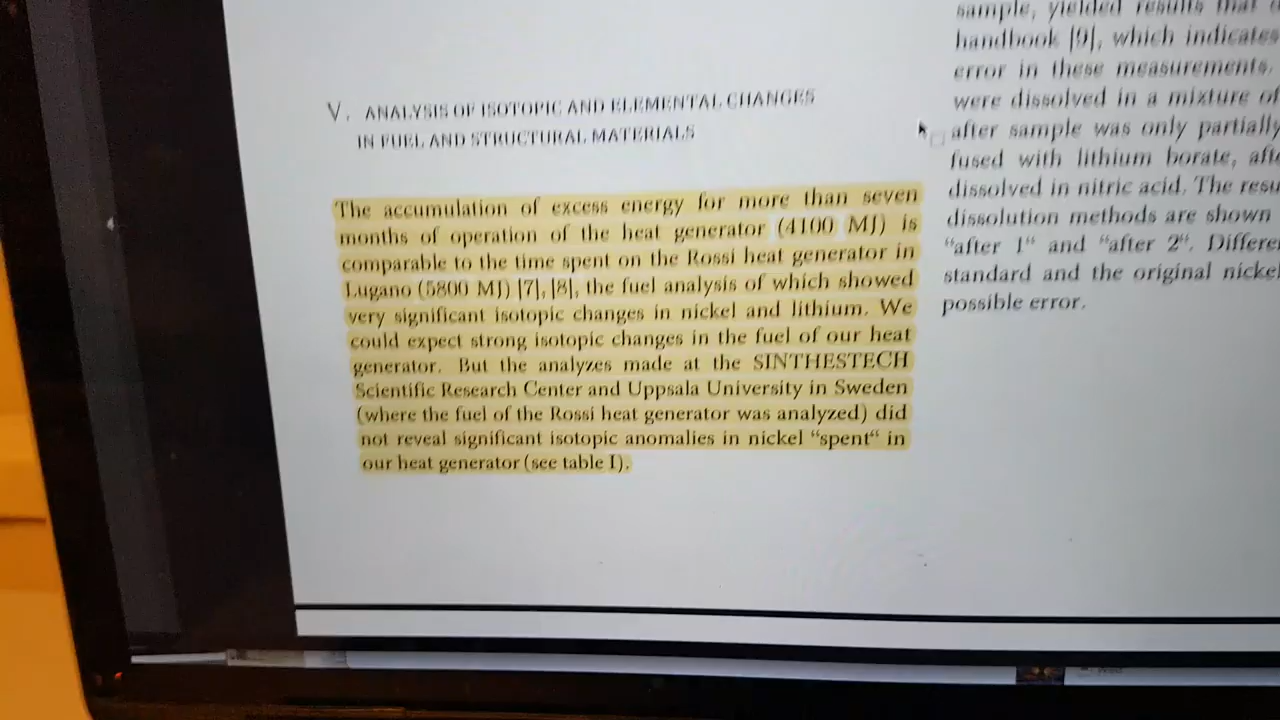 V. ANALYSIS OF ISOTOPIC AND ELEMENTAL CHANGES
IN FUEL AND STRUCTURAL MATERIALS
The accumulation of excess energy for more than seven
months of operation of the heat generator (4100 MJ) is
comparable to the time spent on the Rossi heat generator in
Lugano (5800 MJ) [7], [8], the fuel analysis of which showed
very significant isotopic changes in nickel and lithium. We
could expect strong isotopic changes in the fuel of our heat
generator. But the analyzes made at the SINTHESTECH
Scientific Research Center and Uppsala University in Sweden
(where the fuel of the Rossi heat generator was analyzed) did
not reveal significant isotopic anomalies in nickel “spent“ in
our heat generator (see table I).
sample, yielded results that
handbook [9], which indicates
error in these measurements.
were dissolved in a mixture of
after sample was only partially
fused with lithium borate,
dissolved in nitric acid. The
dissolution methods are shown
“after 1“ and “after 2“.
standard and the original
possible error.